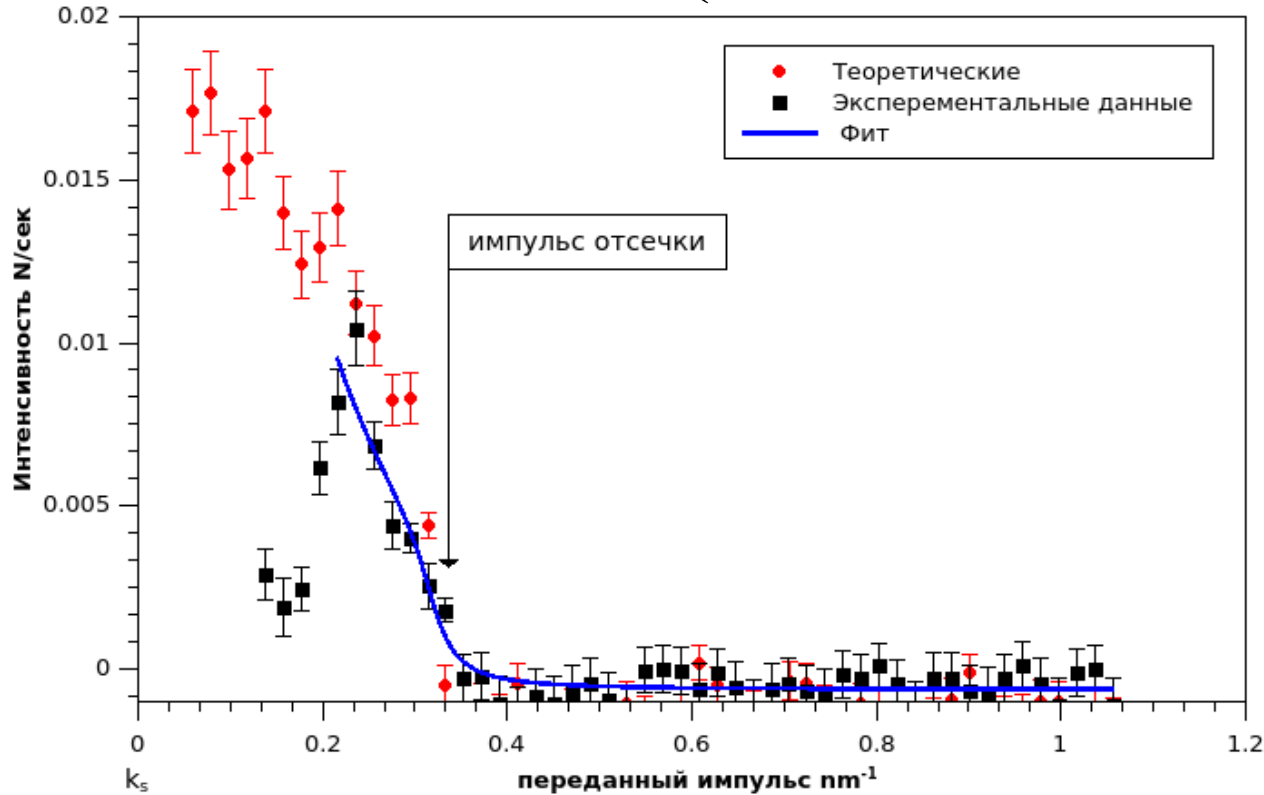 0.02
Теоретические
Эксперементальные данные
Фит
0.015
импульс отсечки
0.01
0.005
0
Интенсивность N/сек
0 0.2 0.4 0.6 0.8 1 1.2
kₛ переданный импульс nm⁻¹